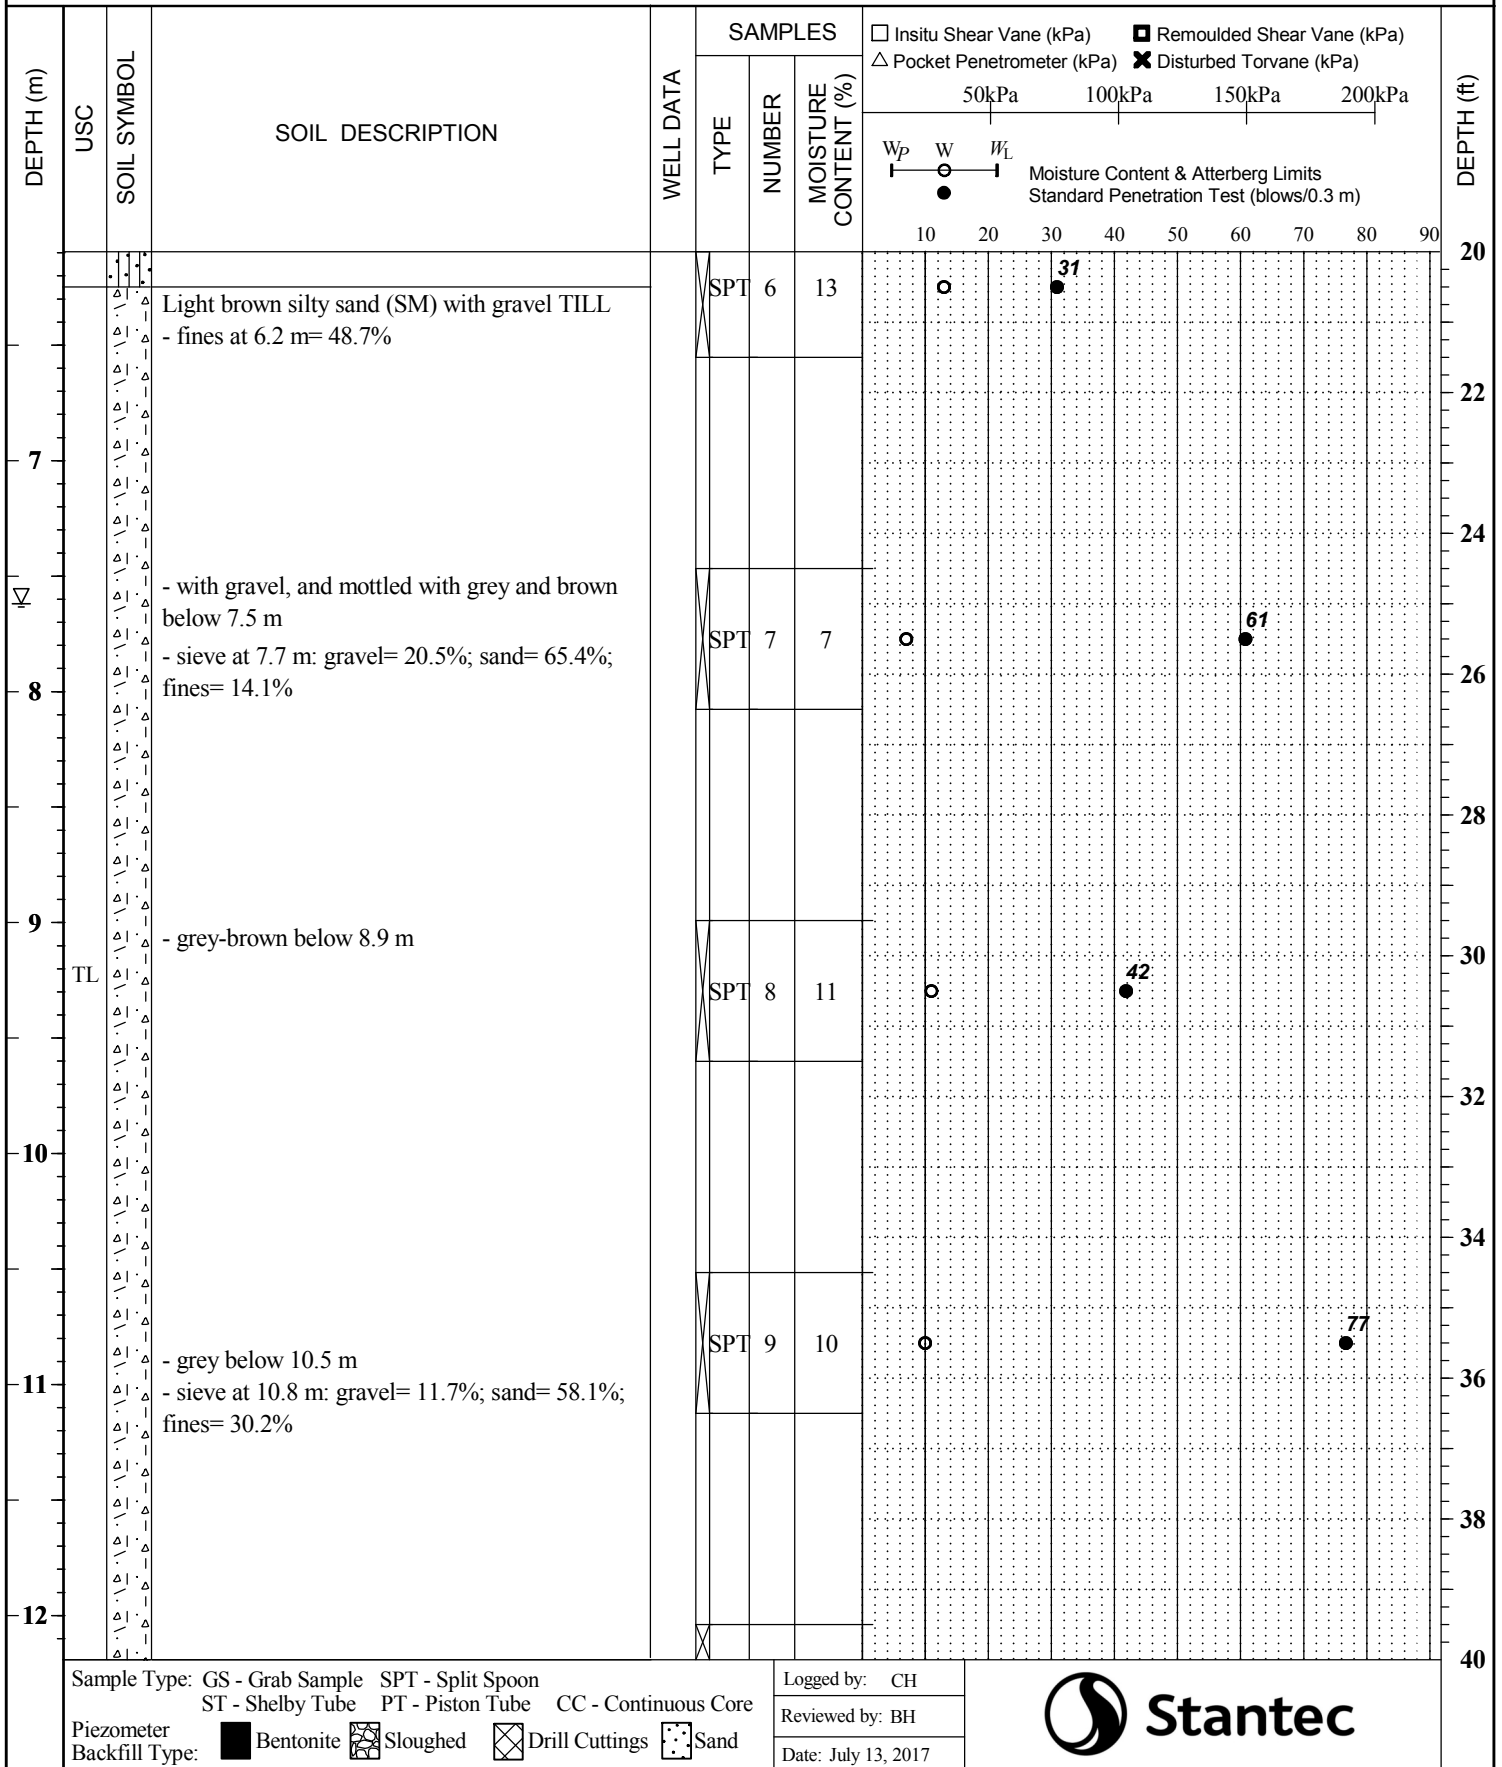 SAMPLES
Insitu Shear Vane (kPa) Remoulded Shear Vane (kPa)
Pocket Penetrometer (kPa) Disturbed Torvane (kPa)
50kPa 100kPa 150kPa 200kPa
DEPTH (m)
USC
SOIL SYMBOL
SOIL DESCRIPTION
WELL DATA
TYPE
NUMBER
MOISTURE
CONTENT (%)
WP W WL
Moisture Content & Atterberg Limits
Standard Penetration Test (blows/0.3 m)
10 20 30 40 50 60 70 80 90
DEPTH (ft)
20
SPT 6 13
31
Light brown silty sand (SM) with gravel TILL
- fines at 6.2 m= 48.7%
22
7
24
- with gravel, and mottled with grey and brown
below 7.5 m
SPT 7 7
61
- sieve at 7.7 m: gravel= 20.5%; sand= 65.4%;
fines= 14.1%
26
8
28
9
- grey-brown below 8.9 m
30
TL
SPT 8 11
42
32
10
34
SPT 9 10
77
- grey below 10.5 m
- sieve at 10.8 m: gravel= 11.7%; sand= 58.1%;
fines= 30.2%
36
11
38
12
40
Sample Type: GS - Grab Sample SPT - Split Spoon
ST - Shelby Tube PT - Piston Tube CC - Continuous Core
Piezometer
Backfill Type:
Bentonite Sloughed Drill Cuttings Sand
Logged by: CH
Reviewed by: BH
Date: July 13, 2017
Stantec